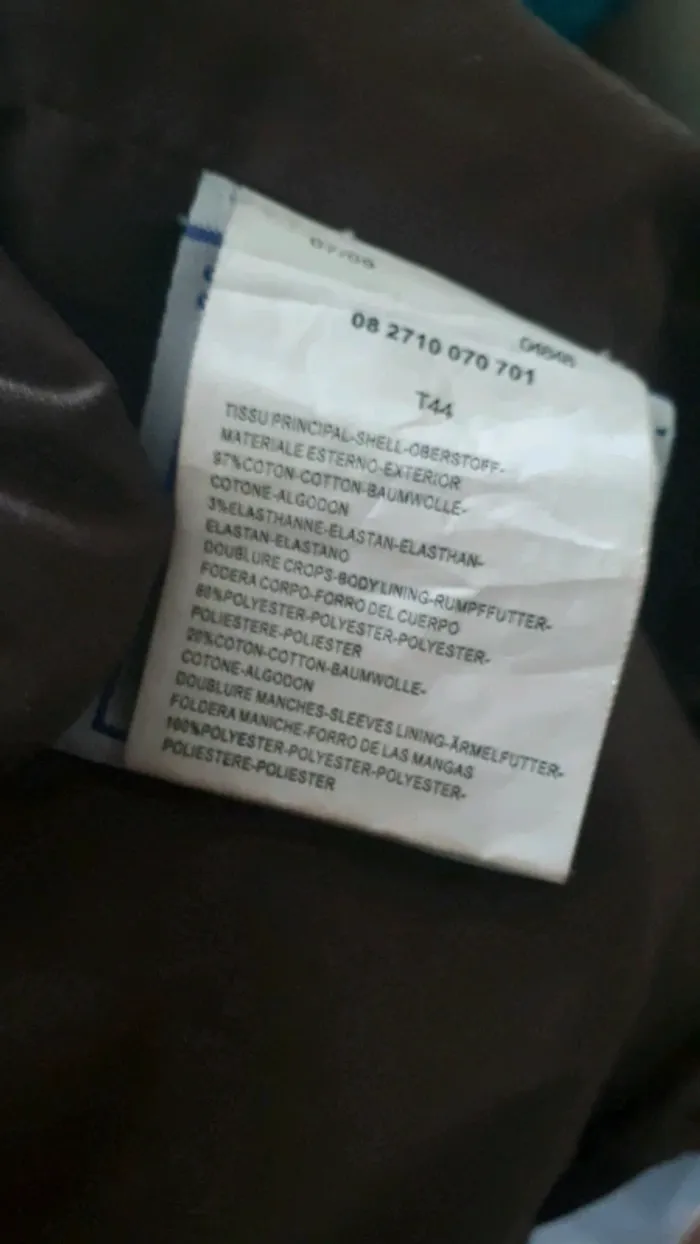 08 2710 070 701
T44
TISSU PRINCIPAL-SHELL-OBERSTOFF-
MATERIALE ESTERNO-EXTERIOR
97%COTON-COTTON-BAUMWOLLE-
COTONE-ALGODON
3%ELASTHANNE-ELASTAN-ELASTHAN-
ELASTAN-ELASTANO
DOUBLURE CROPS-BODYLINING-RUMPFFUTTER-
FODERA CORPO-FORRO DEL CUERPO
80%POLYESTER-POLYESTER-POLYESTER-
POLIESTERE-POLIESTER
20%COTON-COTTON-BAUMWOLLE-
COTONE-ALGODON
DOUBLURE MANCHES-SLEEVES LINING-ÄRMELFUTTER-
FOLDERA MANICHE-FORRO DE LAS MANGAS
100%POLYESTER-POLYESTER-POLYESTER-
POLIESTERE-POLIESTER